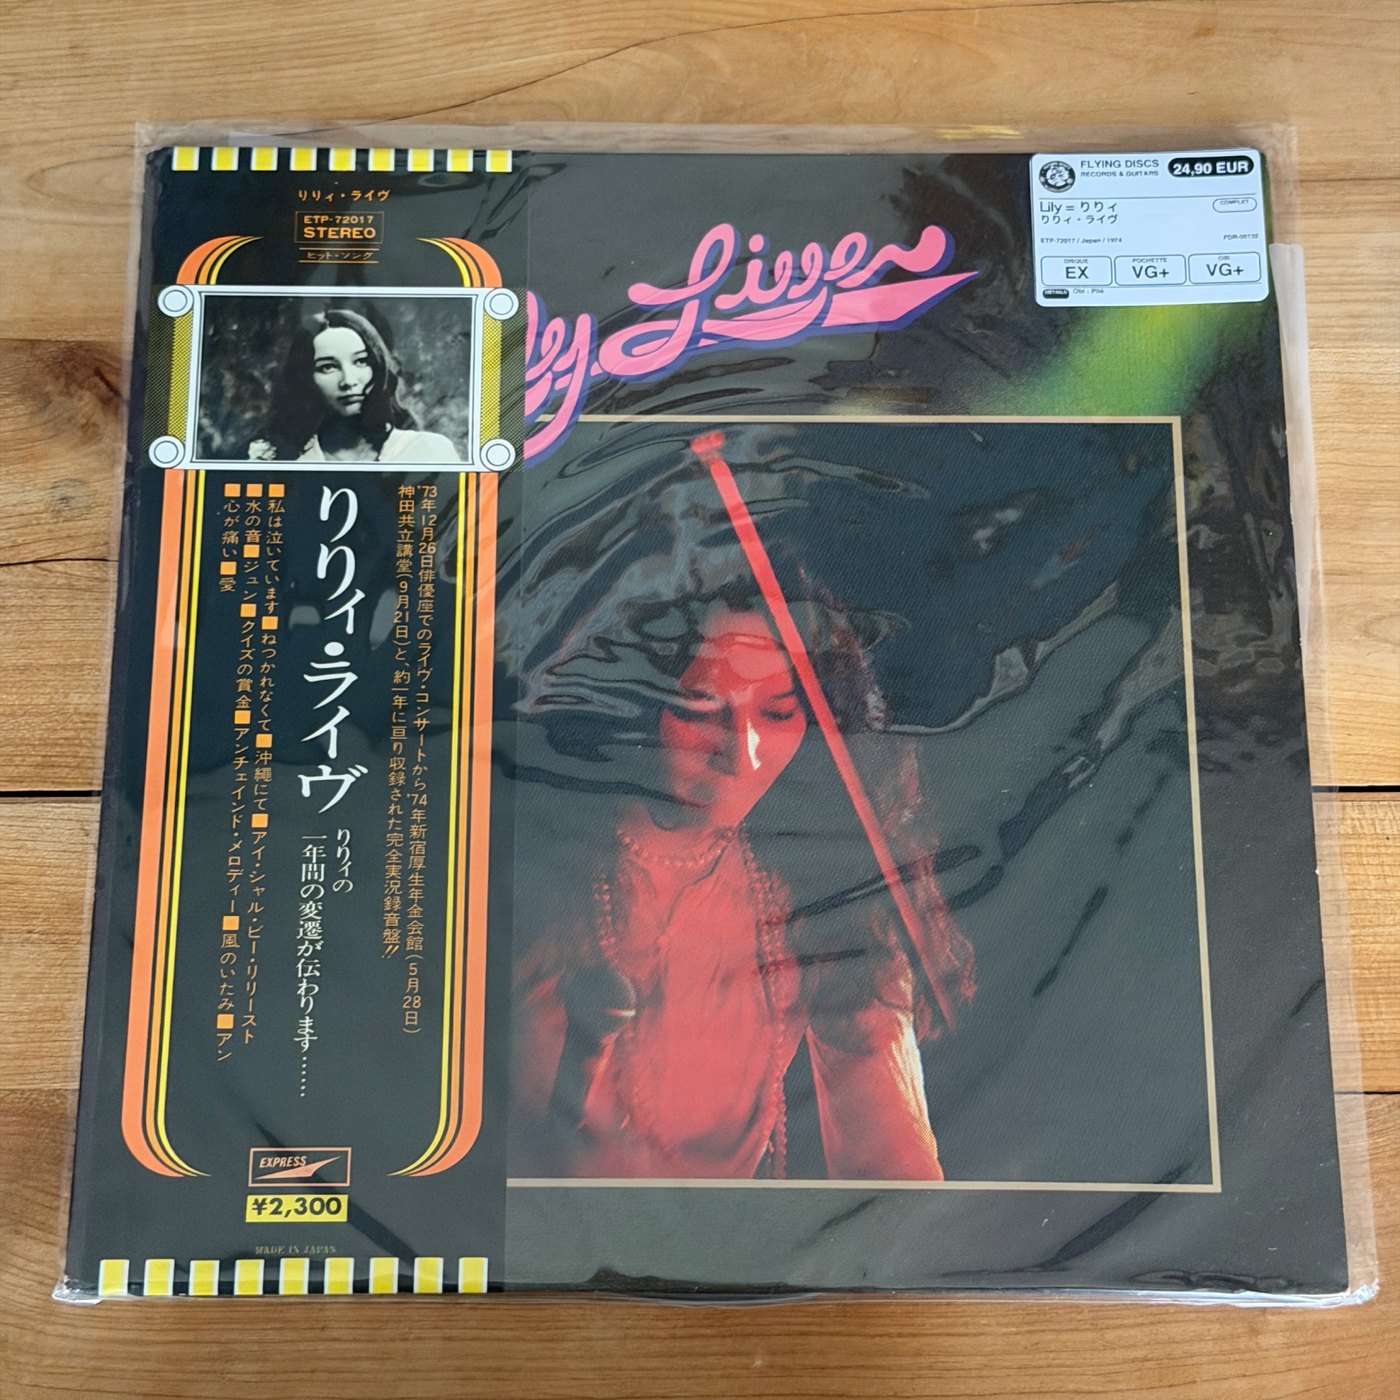 りりィ・ライヴ
ETP-72017
STEREO
ヒット・ソング
'73年12月26日俳優座でのライヴ・コンサートから'74年新宿厚生年金会館(5月28日)
神田共立講堂(9月21日)と、約一年に亘り収録された完全実況録音盤!!
りりィ・ライヴ
りりィの
一年間の変遷が伝わります……
■私は泣いています■ねつかれなくて■沖縄にて■アイ・シャル・ビー・リリースト
■水の音■ジュン■クイズの賞金■アンチェインド・メロディー■風のいたみ■アン
■心が痛い■愛
EXPRESS
¥2,300
MADE IN JAPAN
Live
FLYING DISCS
RECORDS & GUITARS
24,90 EUR
Lily = りりィ
りりィ・ライヴ
COMPLET
ETP-72017 / Japan / 1974
FDR-00132
DISQUE
EX
POCHETTE
VG+
OBI
VG+
DETAILS
Obi : Plié